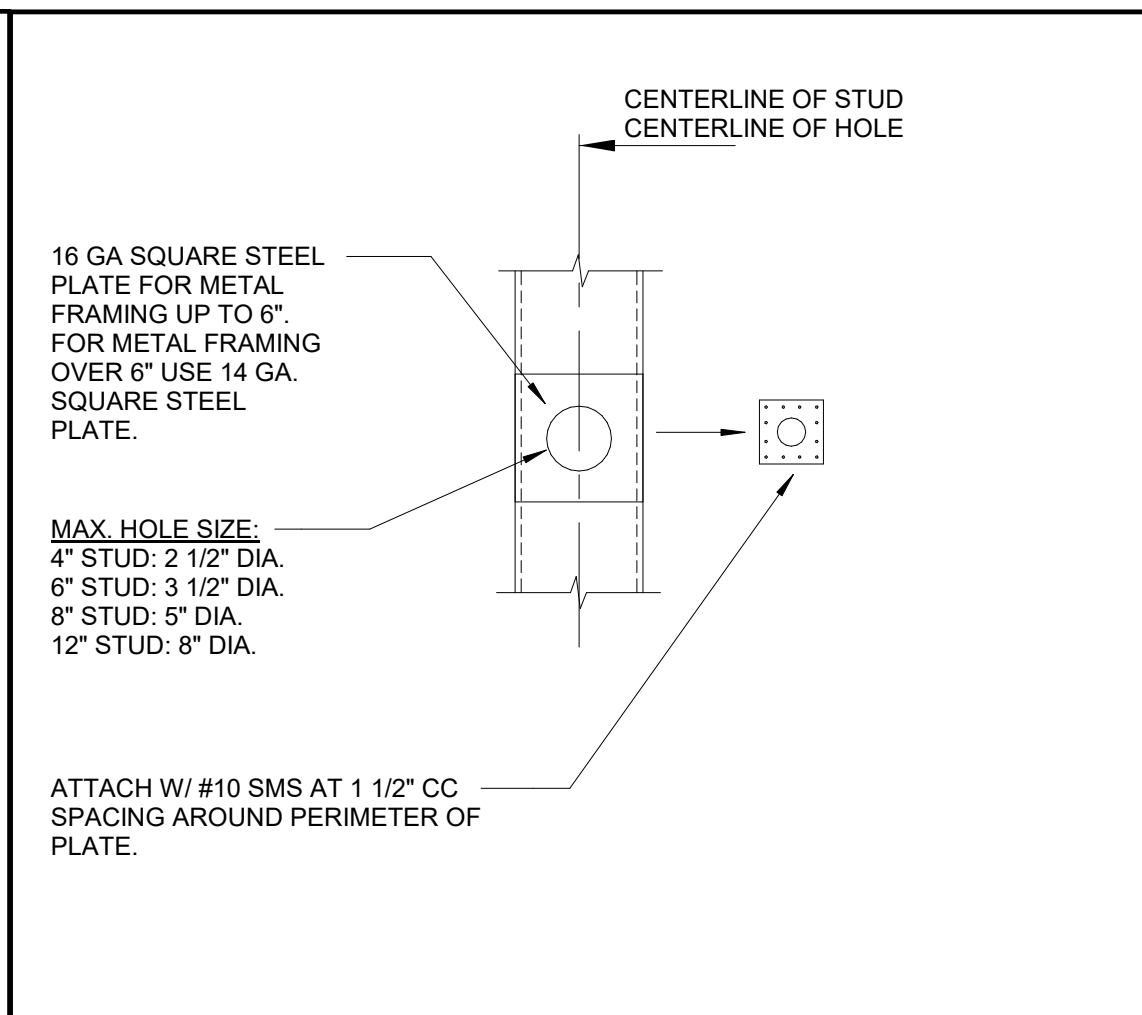 CENTERLINE OF STUD
CENTERLINE OF HOLE
16 GA SQUARE STEEL
PLATE FOR METAL
FRAMING UP TO 6".
FOR METAL FRAMING
OVER 6" USE 14 GA.
SQUARE STEEL
PLATE.
MAX. HOLE SIZE:
4" STUD: 2 1/2" DIA.
6" STUD: 3 1/2" DIA.
8" STUD: 5" DIA.
12" STUD: 8" DIA.
ATTACH W/ #10 SMS AT 1 1/2" CC
SPACING AROUND PERIMETER OF
PLATE.